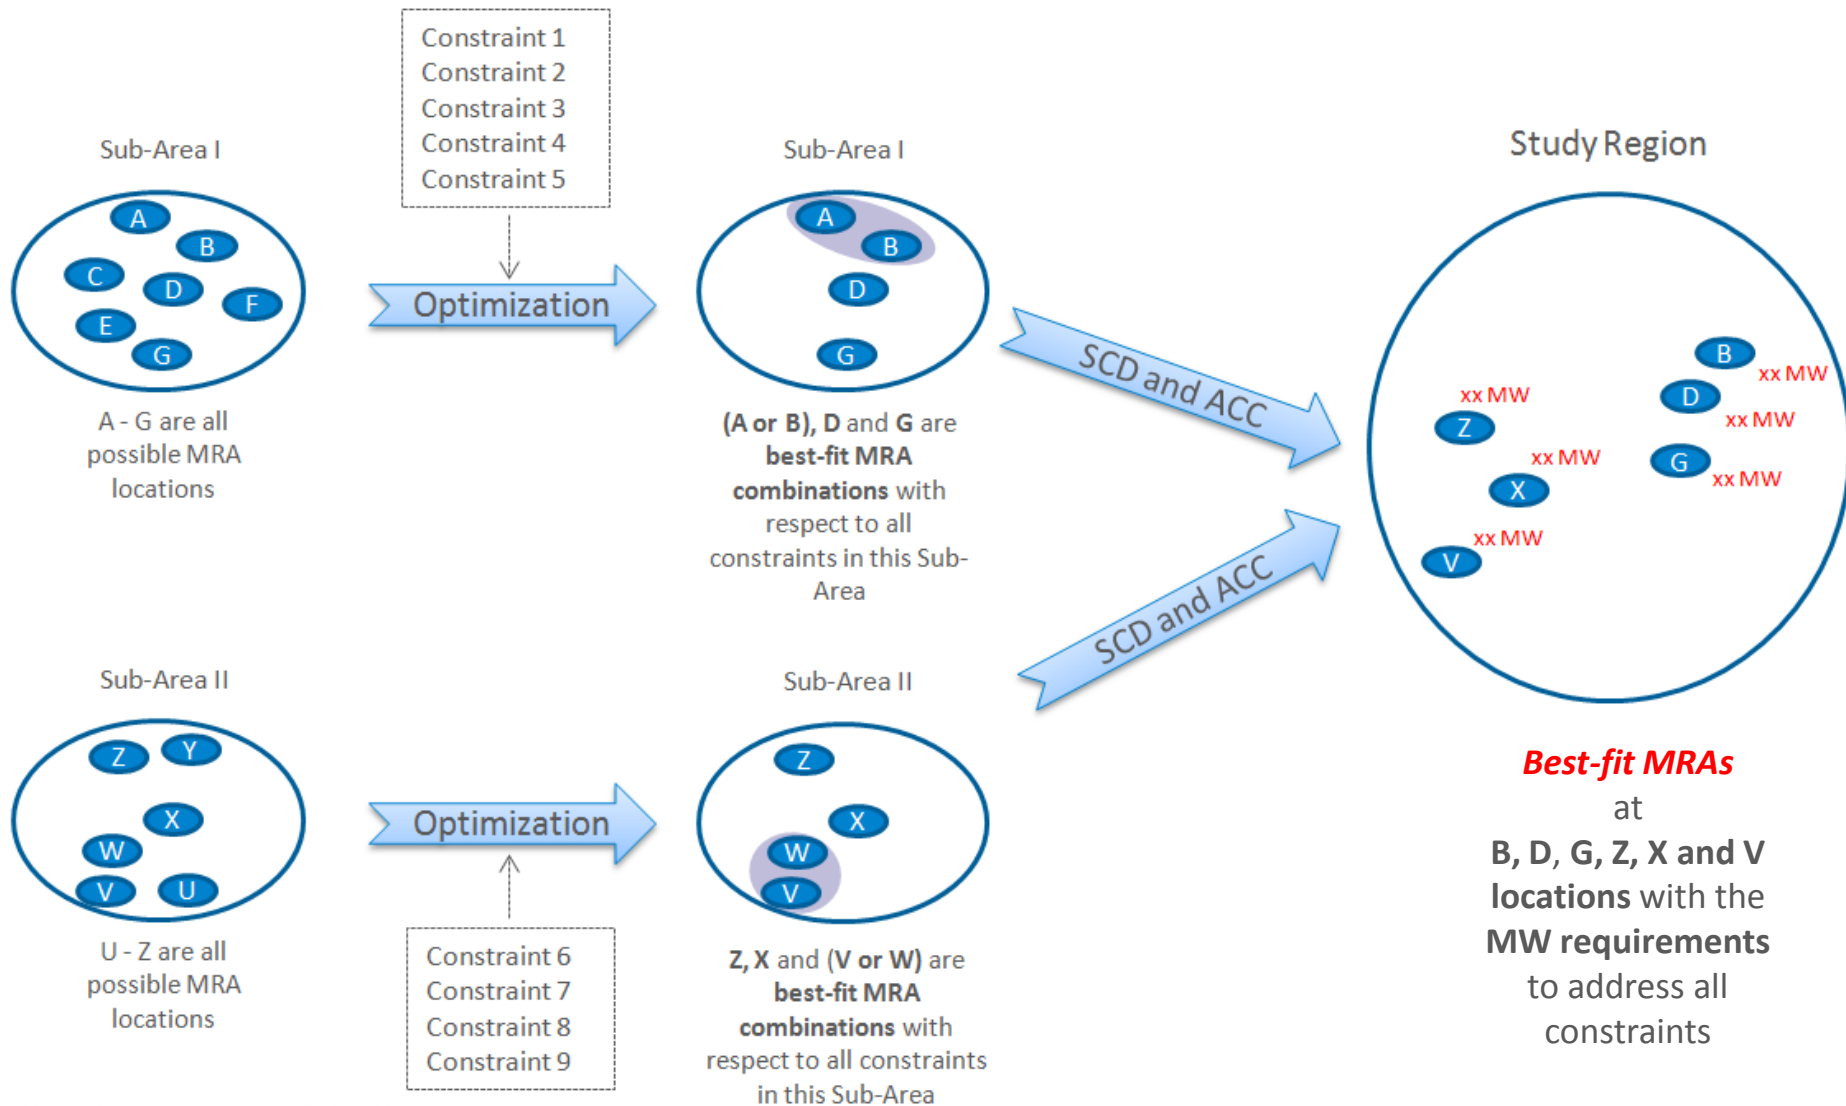 Sub-Area I
A
B
C
D
F
E
G
A - G are all
possible MRA
locations
Constraint 1
Constraint 2
Constraint 3
Constraint 4
Constraint 5
Optimization
Sub-Area I
A
B
D
G
(A or B), D and G are
best-fit MRA
combinations with
respect to all
constraints in this Sub-
Area
SCD and ACC
Sub-Area II
Z
Y
X
W
V
U
U - Z are all
possible MRA
locations
Optimization
Constraint 6
Constraint 7
Constraint 8
Constraint 9
Sub-Area II
Z
X
W
V
Z, X and (V or W) are
best-fit MRA
combinations with
respect to all constraints
in this Sub-Area
SCD and ACC
Study Region
B
xx MW
D
xx MW
xx MW
Z
xx MW
G
xx MW
X
xx MW
V
Best-fit MRAs
at
B, D, G, Z, X and V
locations with the
MW requirements
to address all
constraints